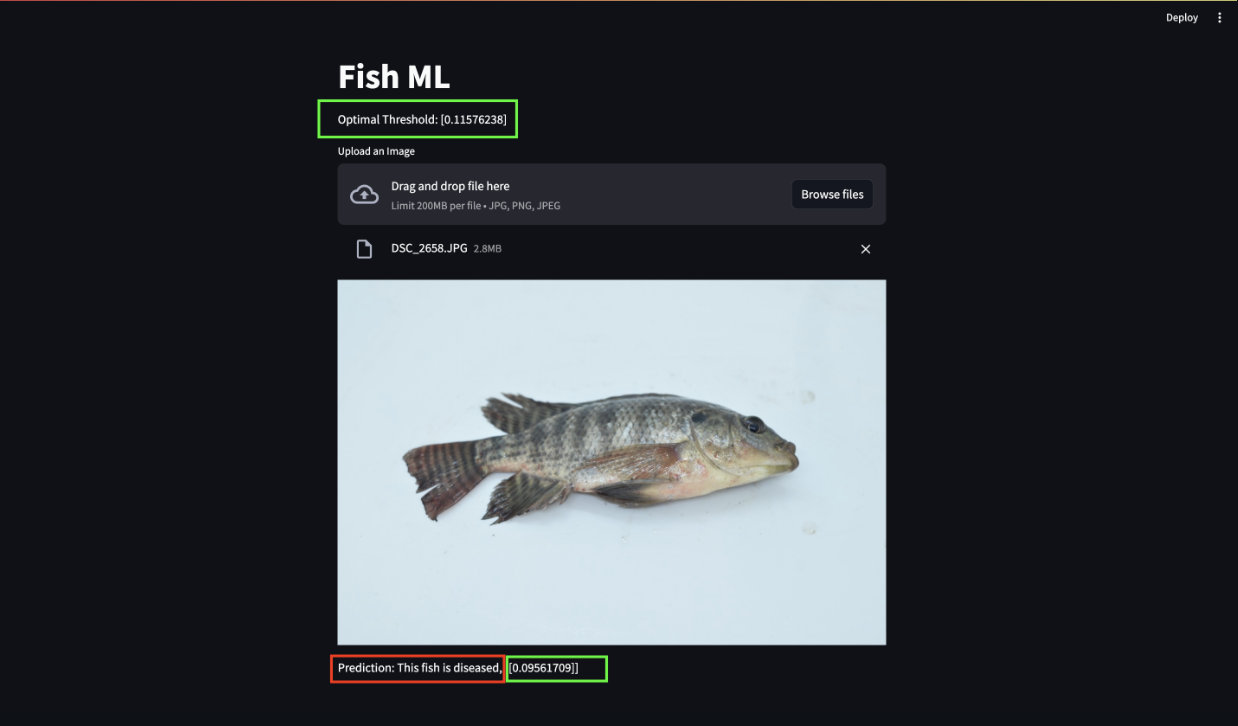 Deploy
Fish ML
Optimal Threshold: [0.11576238]
Upload an Image
Drag and drop file here
Limit 200MB per file • JPG, PNG, JPEG
Browse files
DSC_2658.JPG 2.8MB
Prediction: This fish is diseased, [0.09561709]]